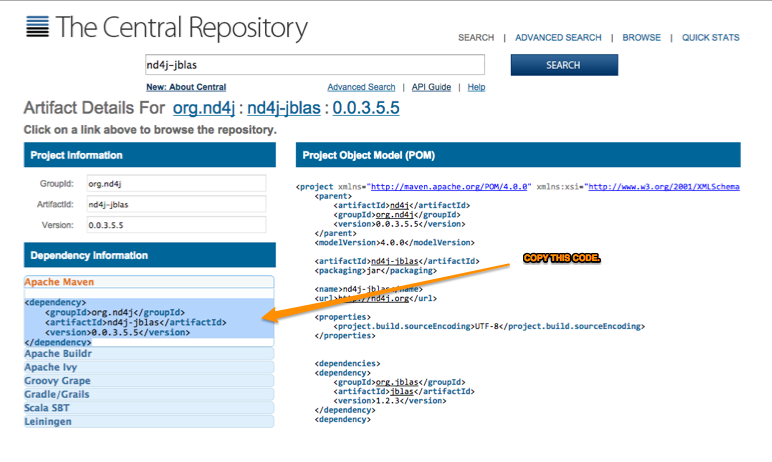 The Central Repository
SEARCH | ADVANCED SEARCH | BROWSE | QUICK STATS
nd4j-jblas
SEARCH
New: About Central
Advanced Search | API Guide | Help
Artifact Details For org.nd4j : nd4j-jblas : 0.0.3.5.5
Click on a link above to browse the repository.
Project Information
GroupId: org.nd4j
ArtifactId: nd4j-jblas
Version: 0.0.3.5.5
Dependency Information
Apache Maven
<dependency>
<groupId>org.nd4j</groupId>
<artifactId>nd4j-jblas</artifactId>
<version>0.0.3.5.5</version>
</dependency>
Apache Buildr
Apache Ivy
Groovy Grape
Gradle/Grails
Scala SBT
Leiningen
Project Object Model (POM)
<project xmlns="http://maven.apache.org/POM/4.0.0" xmlns:xsi="http://www.w3.org/2001/XMLSchema
<parent>
<artifactId>nd4j</artifactId>
<groupId>org.nd4j</groupId>
<version>0.0.3.5.5</version>
</parent>
<modelVersion>4.0.0</modelVersion>
<artifactId>nd4j-jblas</artifactId>
<packaging>jar</packaging>
<name>nd4j-jblas</name>
<url>http://nd4j.org</url>
<properties>
<project.build.sourceEncoding>UTF-8</project.build.sourceEncoding>
</properties>
<dependencies>
<dependency>
<groupId>org.jblas</groupId>
<artifactId>jblas</artifactId>
<version>1.2.3</version>
</dependency>
<dependency>
COPY THIS CODE.